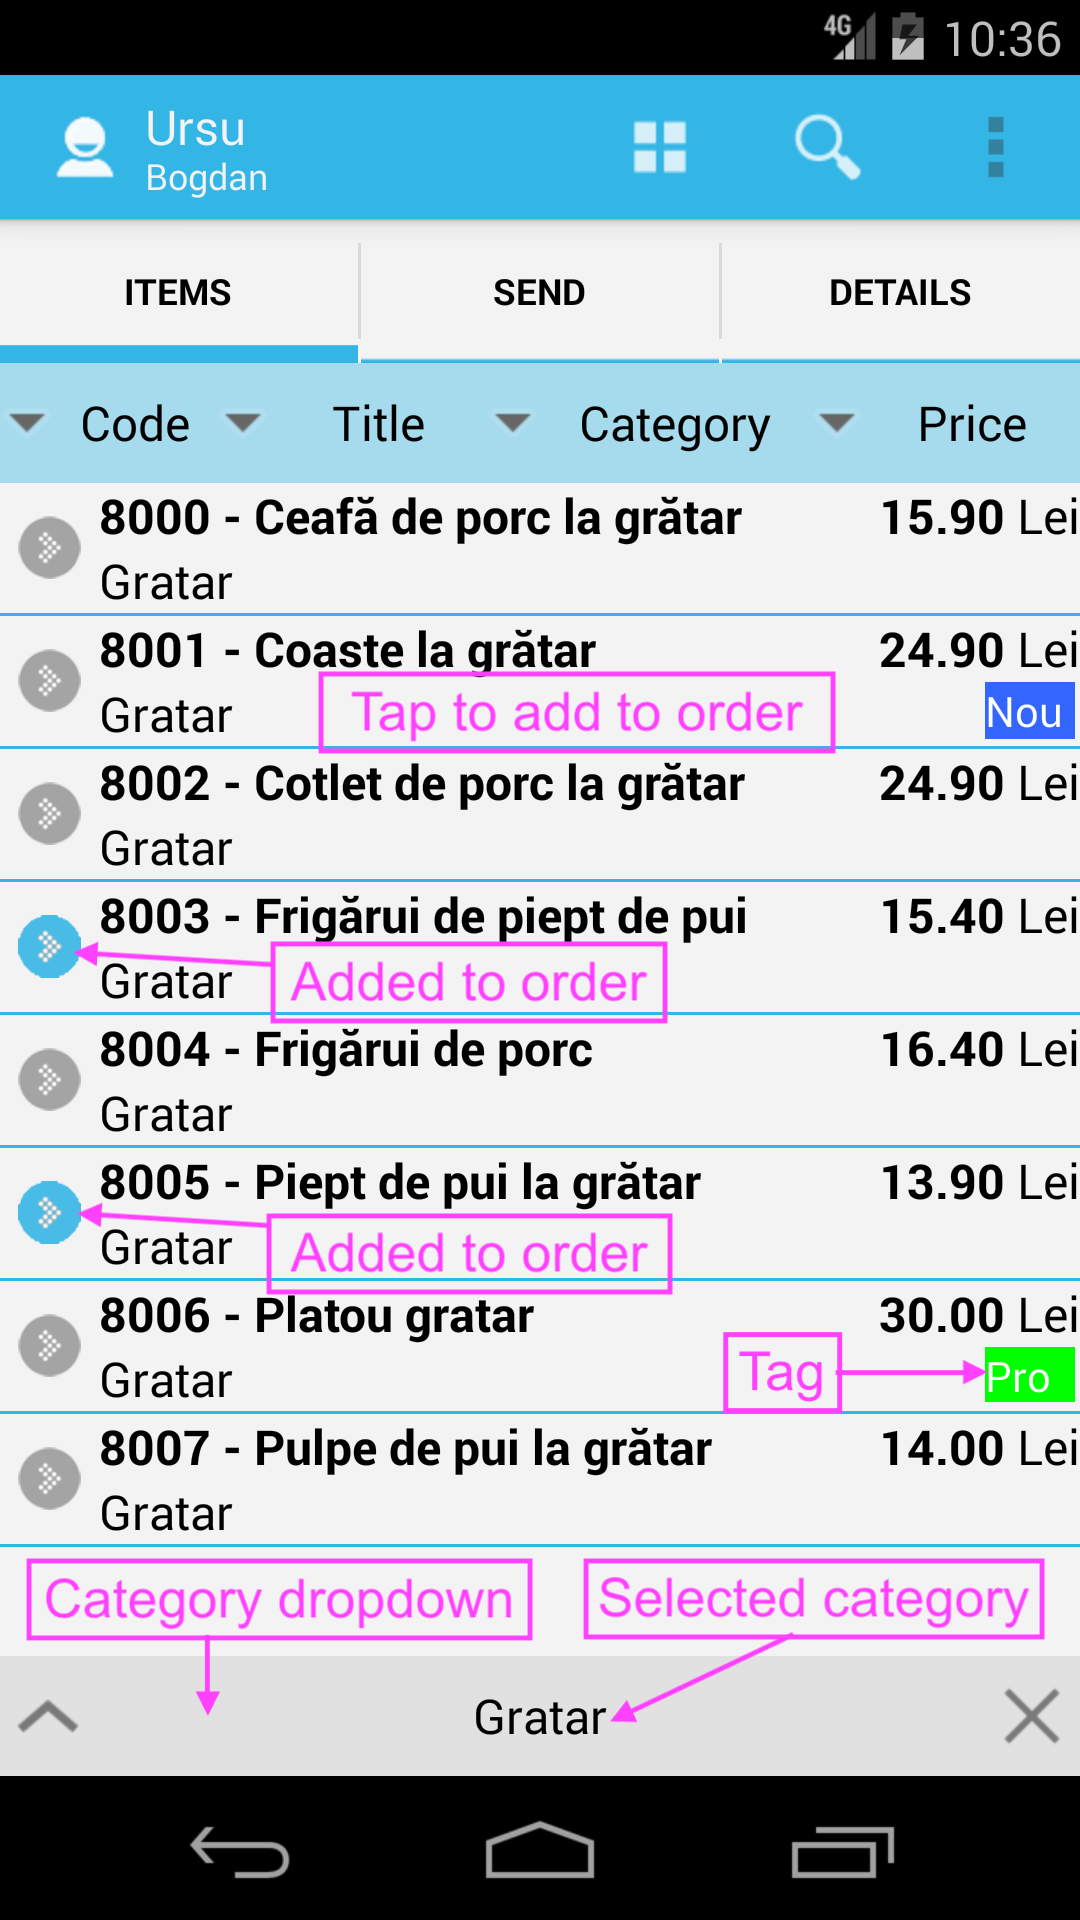 4G 10:36
Ursu
Bogdan
ITEMS SEND DETAILS
Code Title Category Price
8000 - Ceafă de porc la grătar 15.90 Lei
Gratar
8001 - Coaste la grătar 24.90 Lei
Gratar Tap to add to order Nou
8002 - Cotlet de porc la grătar 24.90 Lei
Gratar
8003 - Frigărui de piept de pui 15.40 Lei
Gratar Added to order
8004 - Frigărui de porc 16.40 Lei
Gratar
8005 - Piept de pui la grătar 13.90 Lei
Gratar Added to order
8006 - Platou gratar 30.00 Lei
Gratar Tag Pro
8007 - Pulpe de pui la grătar 14.00 Lei
Gratar
Category dropdown Selected category
Gratar